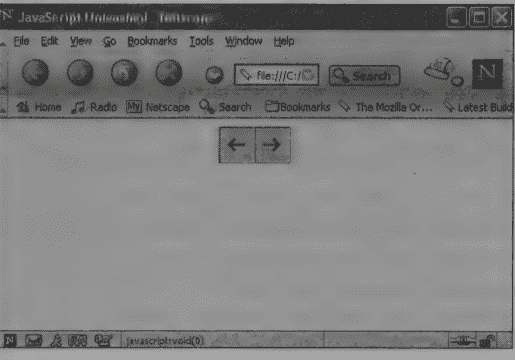 JavaScript Unleashed - Netscape
File Edit View Go Bookmarks Tools Window Help
file:///C:/ Search
Home Radio My Netscape Search Bookmarks The Mozilla Or... Latest Build
javascript:void(0)